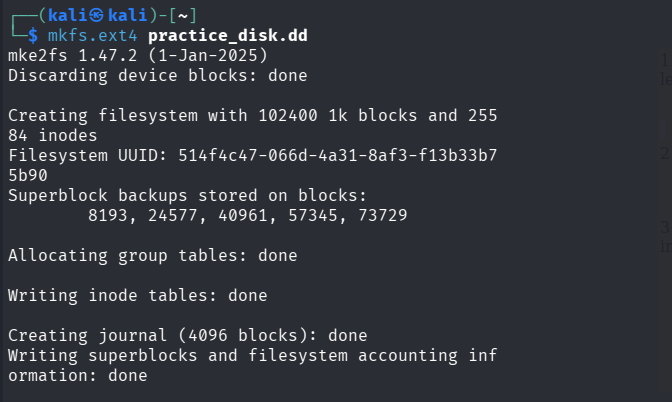 ┌──(kali㉿kali)-[~]
└─$ mkfs.ext4 practice_disk.dd
mke2fs 1.47.2 (1-Jan-2025)
Discarding device blocks: done
Creating filesystem with 102400 1k blocks and 255
84 inodes
Filesystem UUID: 514f4c47-066d-4a31-8af3-f13b33b7
5b90
Superblock backups stored on blocks:
        8193, 24577, 40961, 57345, 73729
Allocating group tables: done
Writing inode tables: done
Creating journal (4096 blocks): done
Writing superblocks and filesystem accounting inf
ormation: done